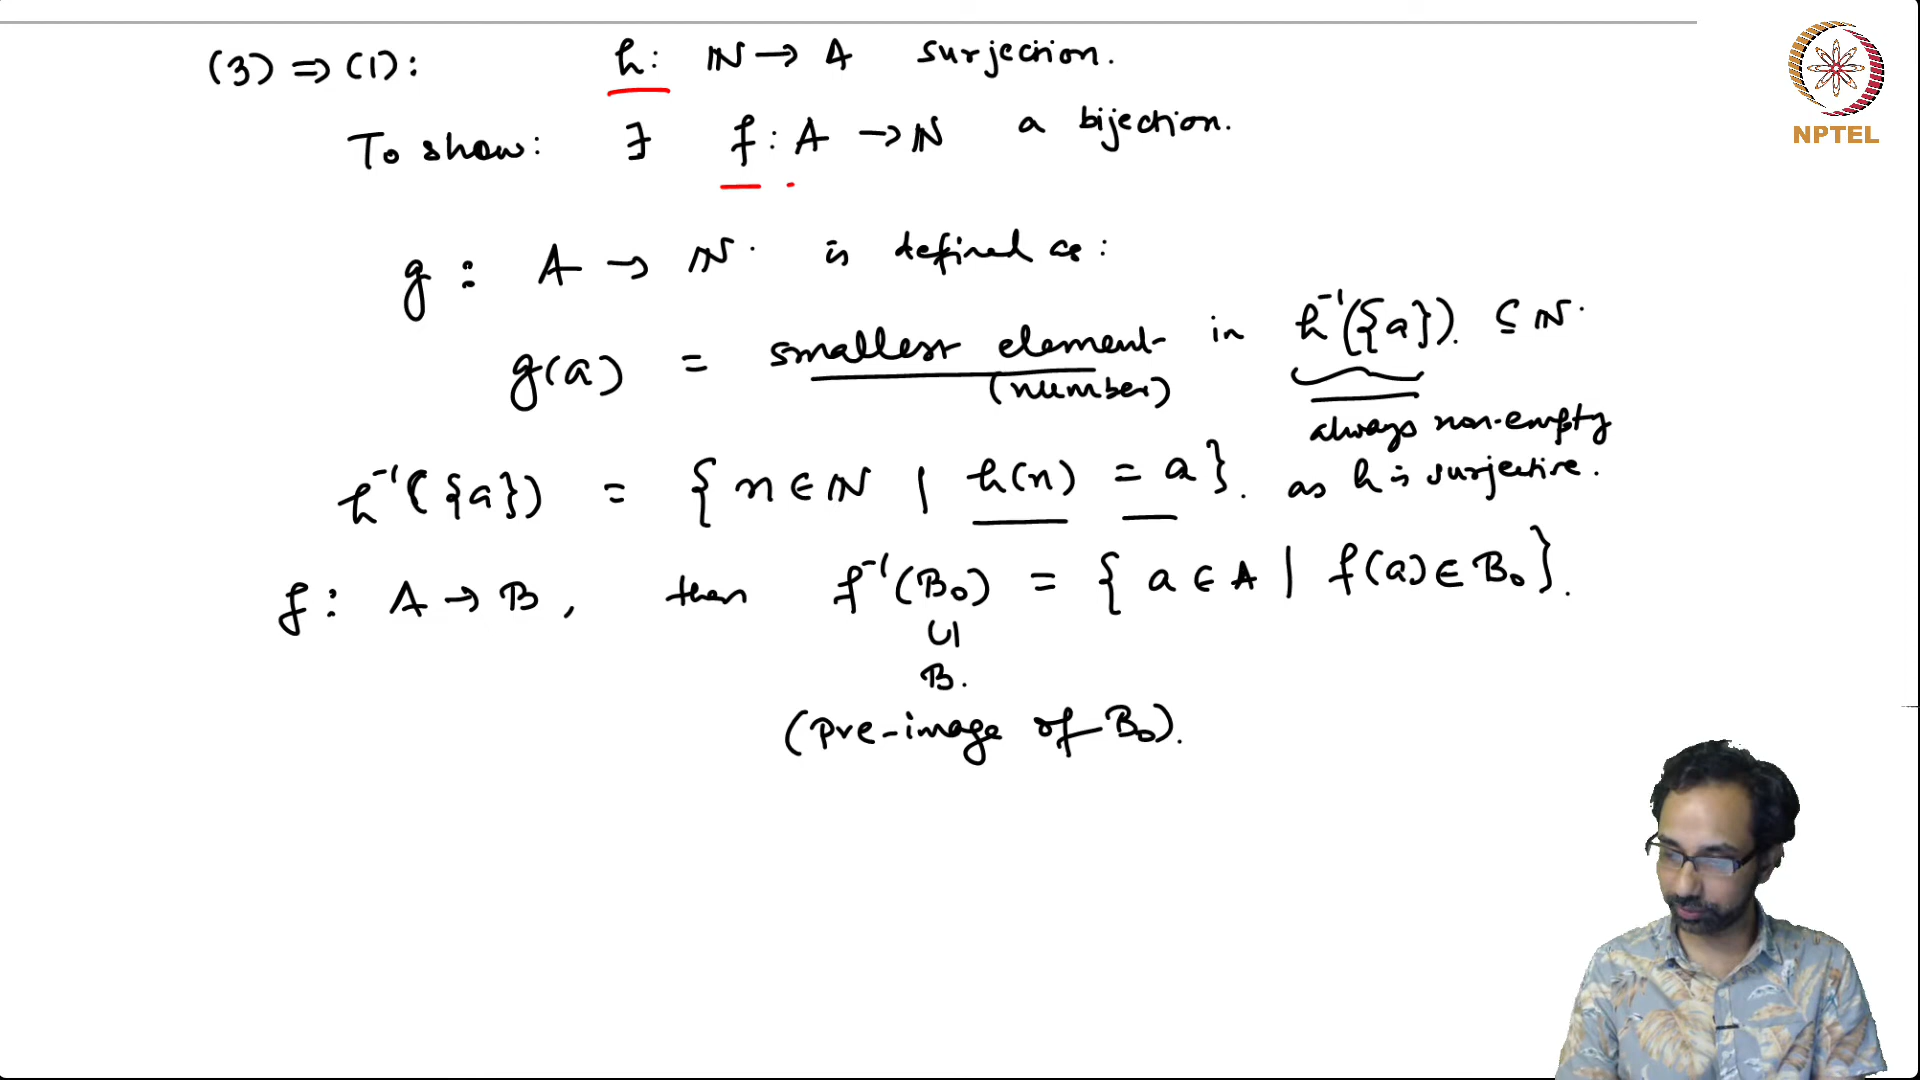 (3) ⇒ (1): h: ℕ → A surjection.
NPTEL
To show: ∃ f: A → ℕ a bijection.
g: A → ℕ. is defined as:
g(a) = smallest element in h⁻¹({a}). ⊆ ℕ.
(number)
always non-empty
h⁻¹({a}) = {n ∈ ℕ | h(n) = a}. as h is surjective.
f: A → B, then f⁻¹(B₀) = {a ∈ A | f(a) ∈ B₀}.
∪|
B.
(Pre-image of B₀).